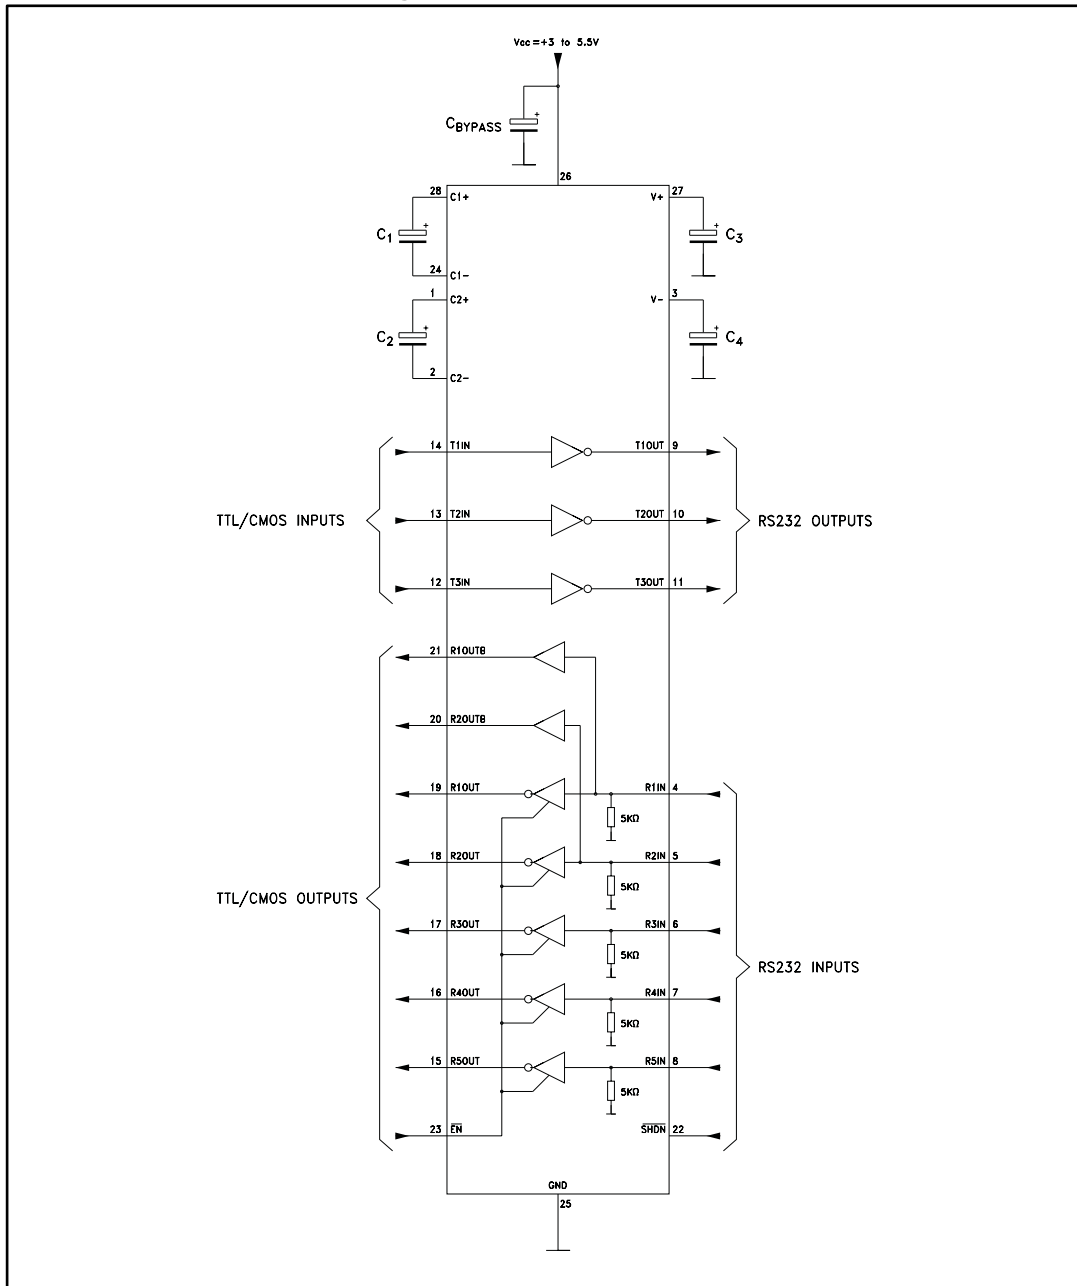 Vcc=+3 to 5.5V
CBYPASS
26
28 C1+ V+ 27
C1 C3
24 C1-
1 C2+ V- 3
C2 C4
2 C2-
14 T1IN T1OUT 9
13 T2IN T2OUT 10
TTL/CMOS INPUTS RS232 OUTPUTS
12 T3IN T3OUT 11
21 R1OUTB
20 R2OUTB
19 R1OUT R1IN 4
5KΩ
18 R2OUT R2IN 5
5KΩ
TTL/CMOS OUTPUTS
17 R3OUT R3IN 6
5KΩ
RS232 INPUTS
16 R4OUT R4IN 7
5KΩ
15 R5OUT R5IN 8
5KΩ
23 EN SHDN 22
GND
25